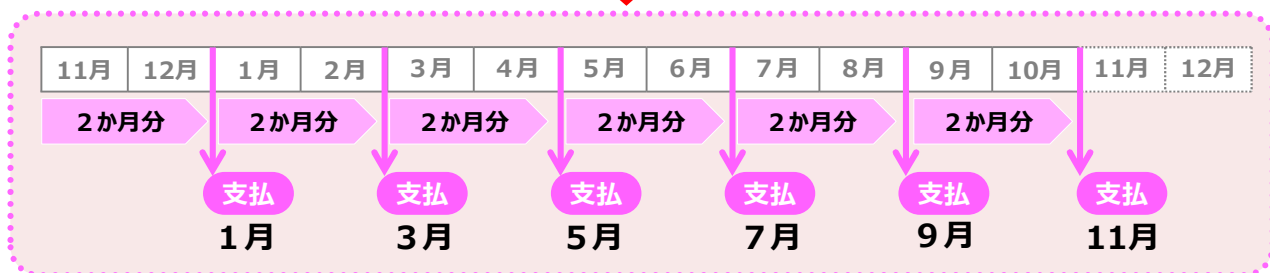 11月 12月 1月 2月 3月 4月 5月 6月 7月 8月 9月 10月 11月 12月
2か月分 2か月分 2か月分 2か月分 2か月分 2か月分
支払 支払 支払 支払 支払 支払
1月 3月 5月 7月 9月 11月